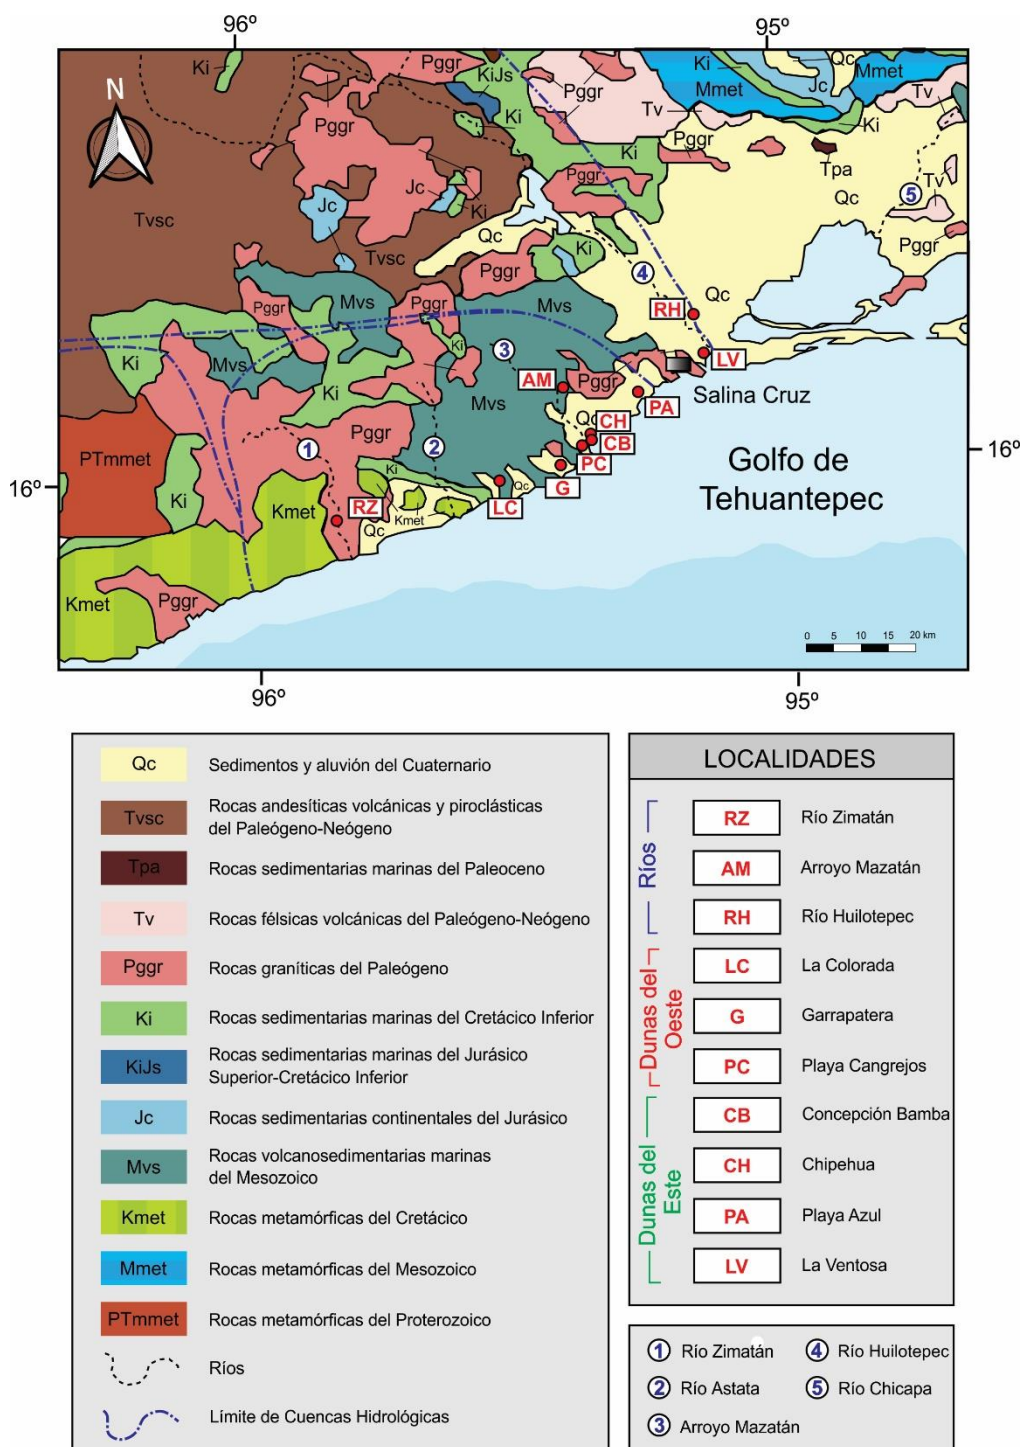 96º
95º
N
Ki
Pggr
KiJs
Ki
Pggr
Tv
Ki
Mmet
Qc
Jc
Mmet
Tv
Ki
Pggr
Ki
Pggr
Tpa
Qc
Tv
5
Pggr
Jc
Jc
Ki
Pggr
Tvsc
Tvsc
Qc
Ki
4
Pggr
Pggr
Mvs
Pggr
Mvs
RH
Qc
Pggr
Ki
Mvs
Ki
Ki
3
LV
AM
Pggr
Salina Cruz
Mvs
PA
Qc
CH
CB
PC
1
Pggr
2
PTmmet
Golfo de
Tehuantepec
16º
16º
Ki
Ki
Kmet
RZ
Kmet
Qc
LC
Qc
G
Qc
Kmet
Pggr
0 5 10 15 20 km
96º
95º
Qc Sedimentos y aluvión del Cuaternario
Tvsc Rocas andesíticas volcánicas y piroclásticas
del Paleógeno-Neógeno
Tpa Rocas sedimentarias marinas del Paleoceno
Tv Rocas félsicas volcánicas del Paleógeno-Neógeno
Pggr Rocas graníticas del Paleógeno
Ki Rocas sedimentarias marinas del Cretácico Inferior
KiJs Rocas sedimentarias marinas del Jurásico
Superior-Cretácico Inferior
Jc Rocas sedimentarias continentales del Jurásico
Mvs Rocas volcanosedimentarias marinas
del Mesozoico
Kmet Rocas metamórficas del Cretácico
Mmet Rocas metamórficas del Mesozoico
PTmmet Rocas metamórficas del Proterozoico
Ríos
Límite de Cuencas Hidrológicas
LOCALIDADES
Ríos
RZ Río Zimatán
AM Arroyo Mazatán
RH Río Huilotepec
Dunas del
Oeste
LC La Colorada
G Garrapatera
PC Playa Cangrejos
Dunas del
Este
CB Concepción Bamba
CH Chipehua
PA Playa Azul
LV La Ventosa
1 Río Zimatán
2 Río Astata
3 Arroyo Mazatán
4 Río Huilotepec
5 Río Chicapa